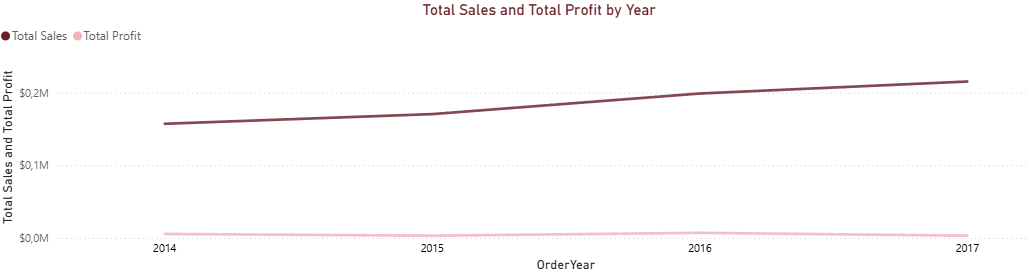 Total Sales and Total Profit by Year
Total Sales Total Profit
Total Sales and Total Profit
$0,2M
$0,1M
$0,0M
2014 2015 2016 2017
OrderYear